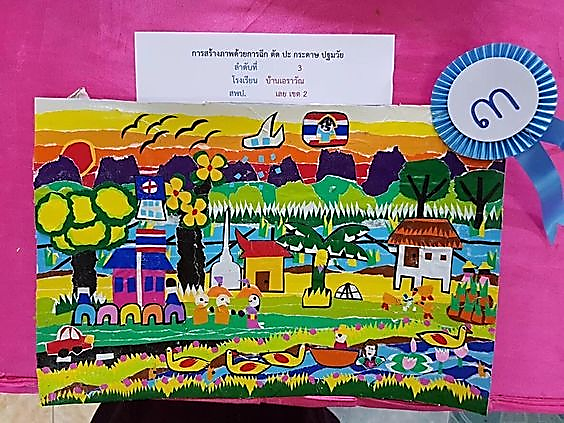 การสร้างภาพด้วยการฉีก ตัด ปะ กระดาษ ปฐมวัย
ลำดับที่ 3
โรงเรียน บ้านเอราวัณ
สพป. เลย เขต 2
๓